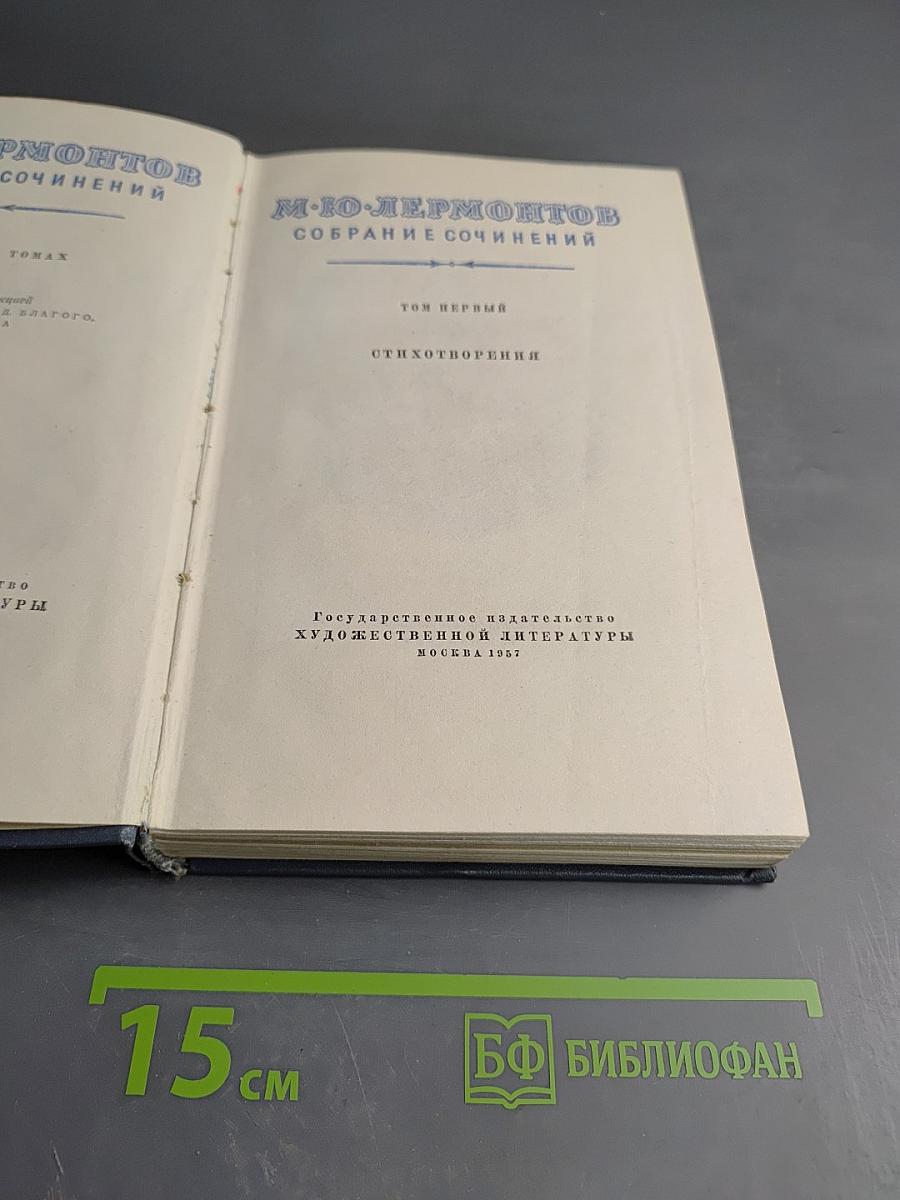 РМОНТОВ
СОЧИНЕНИЙ
ТОМАХ
кцией
Д. БЛАГОГО,
А
ТВО
УРЫ
М·Ю·ЛЕРМОНТОВ
СОБРАНИЕ СОЧИНЕНИЙ
ТОМ ПЕРВЫЙ
СТИХОТВОРЕНИЯ
Государственное издательство
ХУДОЖЕСТВЕННОЙ ЛИТЕРАТУРЫ
МОСКВА 1957
15 см
БФ БИБЛИОФАН